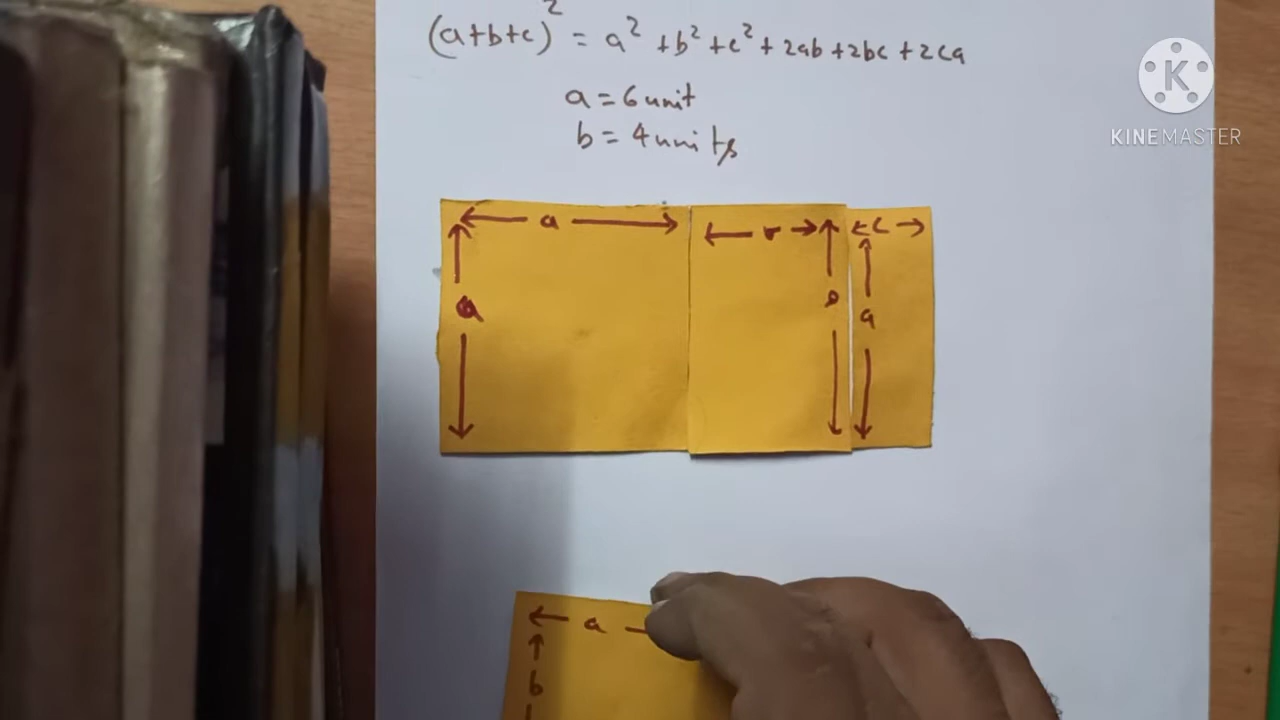 (a+b+c)² = a² + b² + c² + 2ab + 2bc + 2ca
a = 6 unit
b = 4 units
K
KINEMASTER
a
c
a
a
a
b